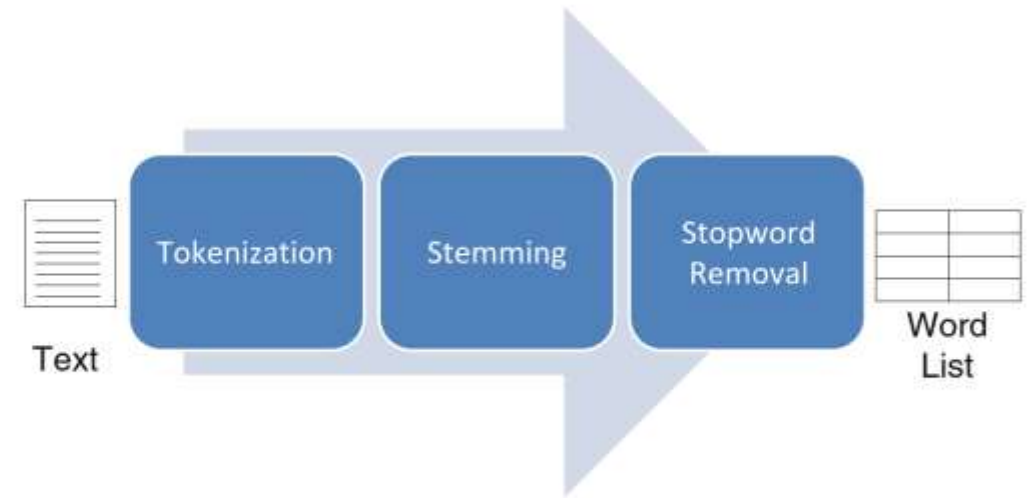 Text
Tokenization
Stemming
Stopword
Removal
Word
List